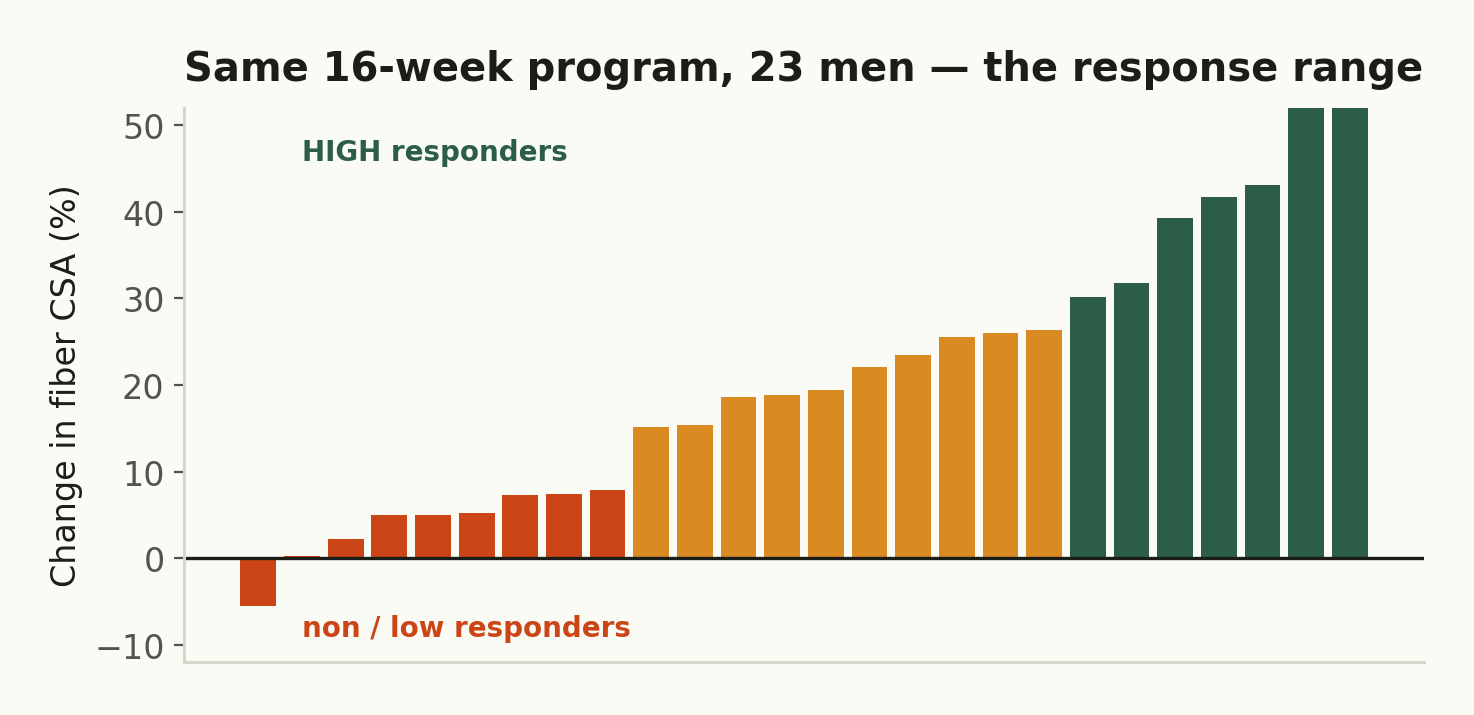 Same 16-week program, 23 men — the response range
Change in fiber CSA (%)
50
40
30
20
10
0
−10
HIGH responders
non / low responders